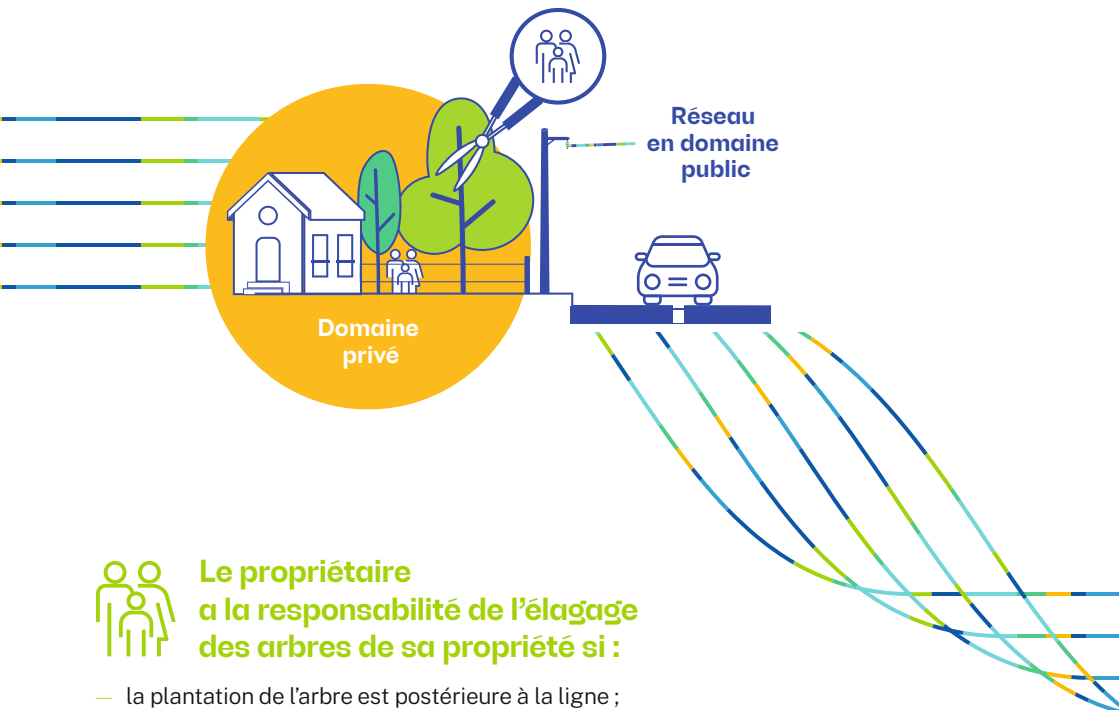 Réseau
en domaine
public
Domaine
privé
Le propriétaire
a la responsabilité de l’élagage
des arbres de sa propriété si :
— la plantation de l’arbre est postérieure à la ligne ;